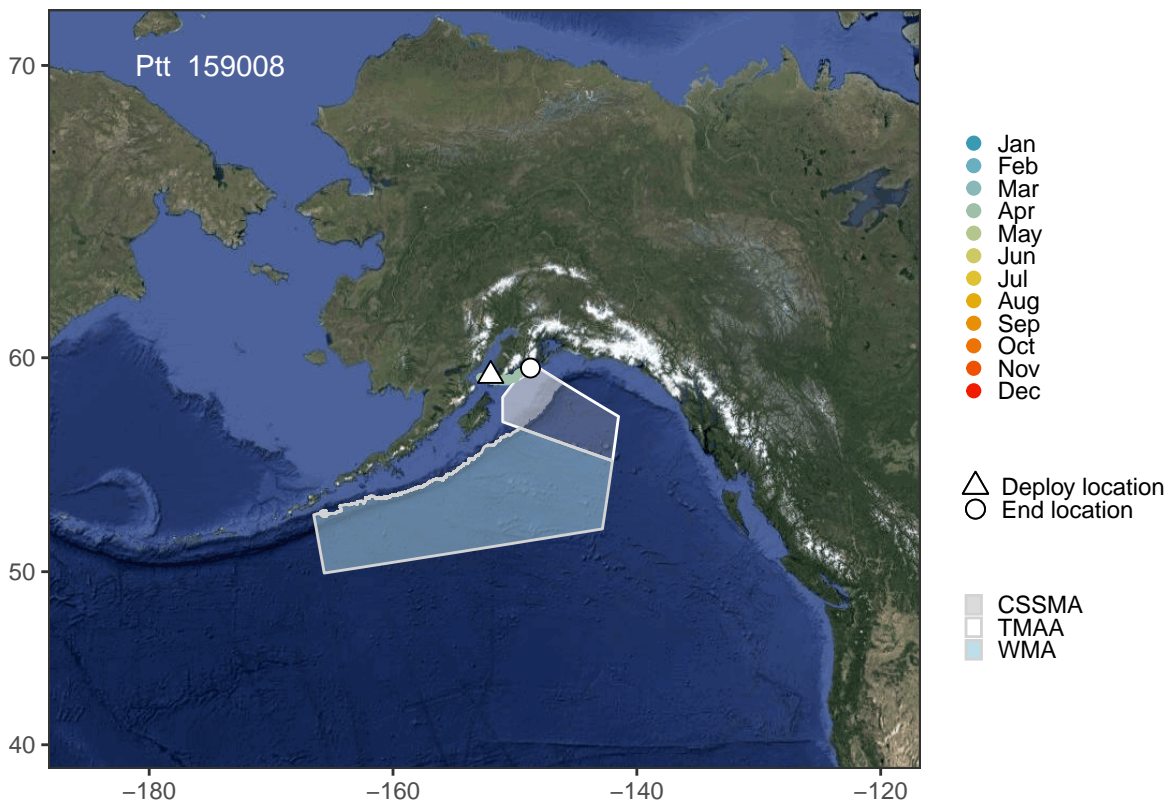 Ptt 159008
70
60
50
40
−180
−160
−140
−120
Jan
Feb
Mar
Apr
May
Jun
Jul
Aug
Sep
Oct
Nov
Dec
Deploy location
End location
CSSMA
TMAA
WMA